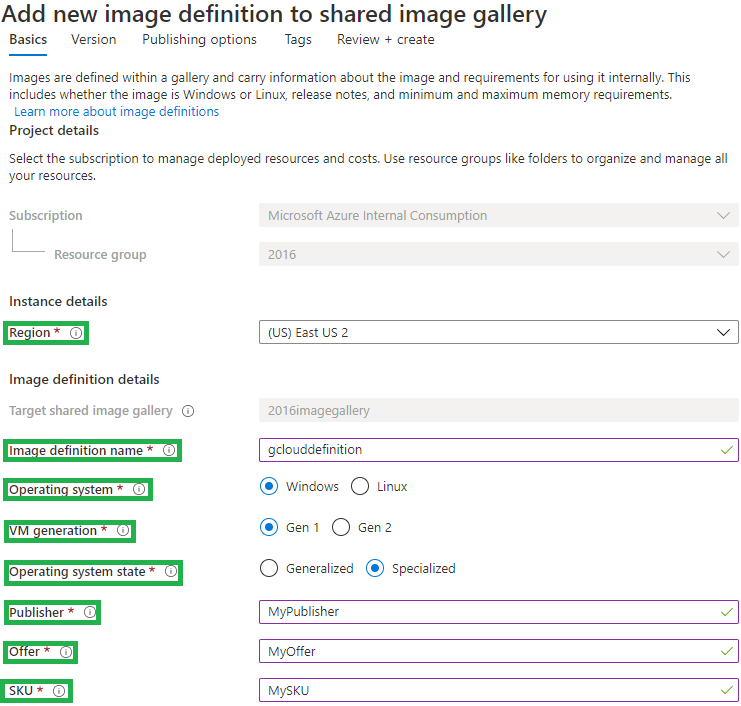 Add new image definition to shared image gallery
Basics Version Publishing options Tags Review + create
Images are defined within a gallery and carry information about the image and requirements for using it internally. This
includes whether the image is Windows or Linux, release notes, and minimum and maximum memory requirements.
Learn more about image definitions
Project details
Select the subscription to manage deployed resources and costs. Use resource groups like folders to organize and manage all
your resources.
Subscription Microsoft Azure Internal Consumption
Resource group 2016
Instance details
Region * (US) East US 2
Image definition details
Target shared image gallery 2016imagegallery
Image definition name * gclouddefinition
Operating system * Windows Linux
VM generation * Gen 1 Gen 2
Operating system state * Generalized Specialized
Publisher * MyPublisher
Offer * MyOffer
SKU * MySKU